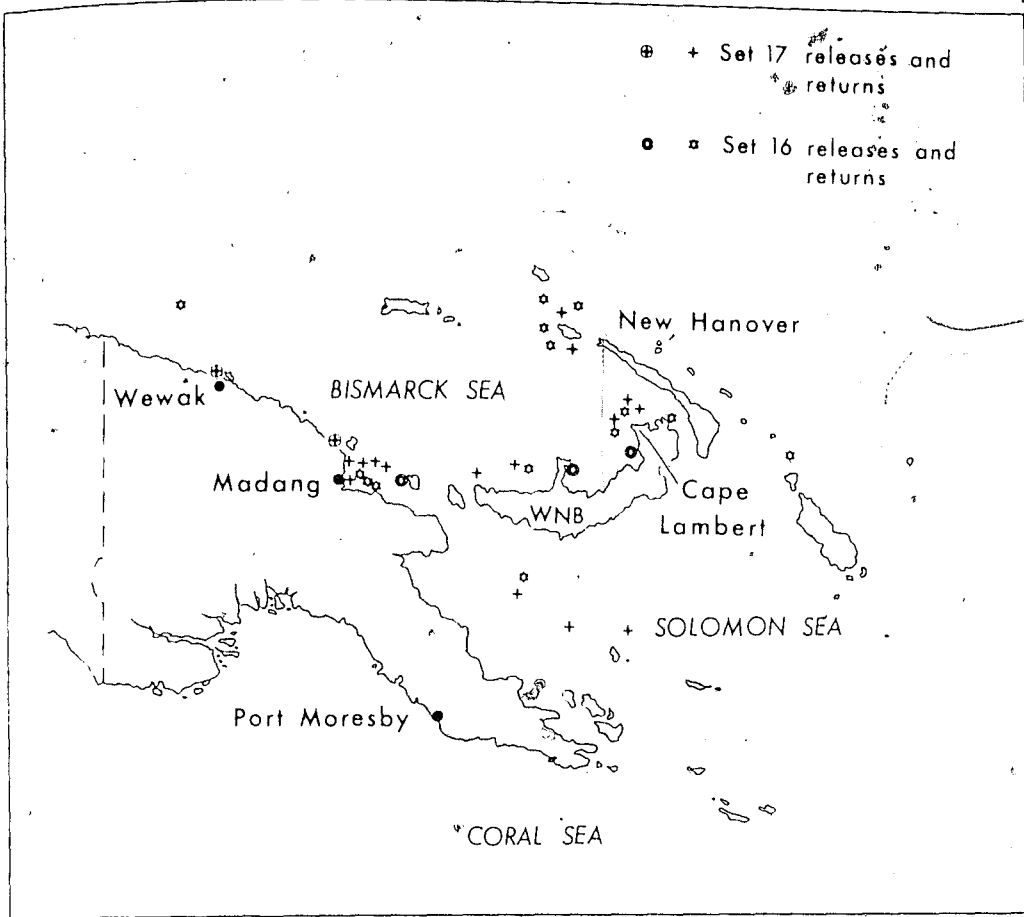 Set 17 releases and
returns
Set 16 releases and
returns
New Hanover
BISMARCK SEA
Wewak
Madang
Cape
Lambert
WNB
SOLOMON SEA
Port Moresby
CORAL SEA